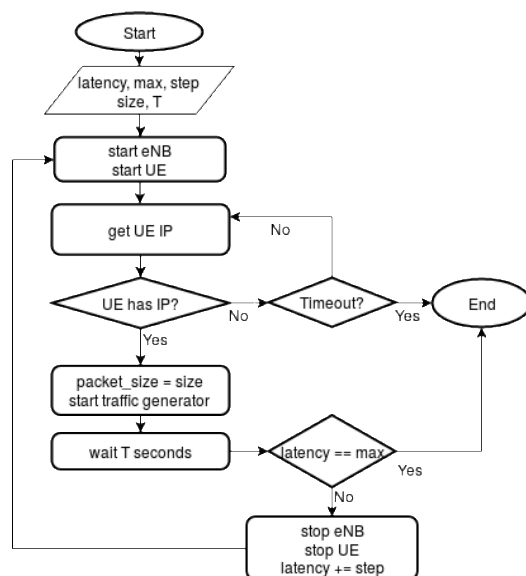 Start
latency, max, step
size, T
start eNB
start UE
get UE IP
No
UE has IP?
No
Timeout?
Yes
End
Yes
packet_size = size
start traffic generator
wait T seconds
latency == max
Yes
No
stop eNB
stop UE
latency += step